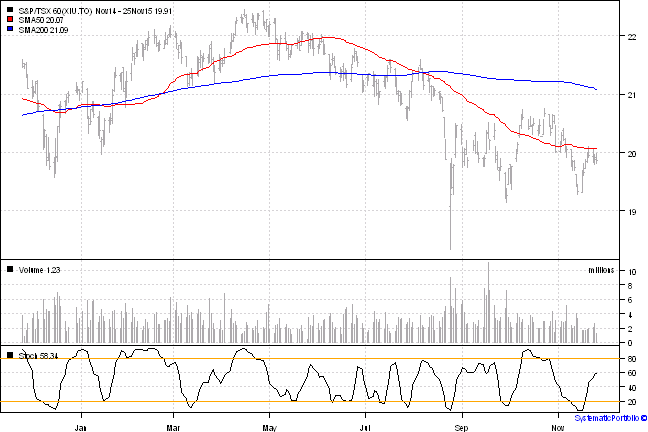 S&P/TSX 60(XIU.TO) Nov14 - 25Nov15 19.91
SMA50 20.07
SMA200 21.09
22
21
20
19
Volume 1.23
millions
10
8
6
4
2
0
Stoch 58.34
80
60
40
20
Jan Mar May Jul Sep Nov
SystematicPortfolio ©